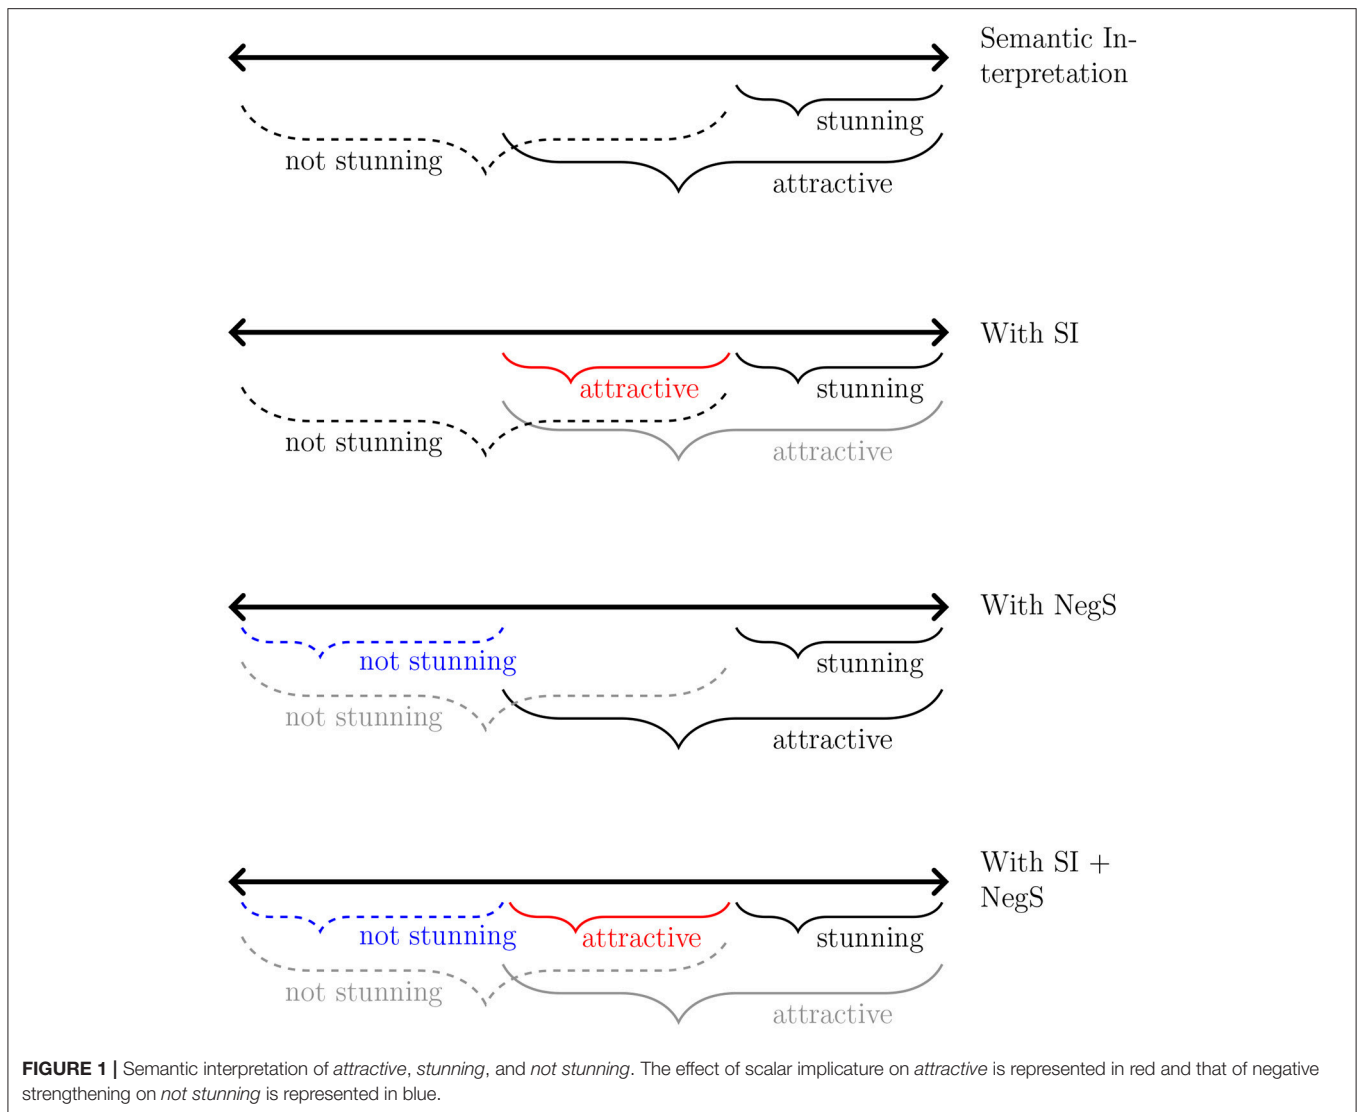 Semantic In-
terpretation
stunning
not stunning
attractive
With SI
attractive
stunning
not stunning
attractive
With NegS
not stunning
stunning
not stunning
attractive
With SI +
NegS
not stunning
attractive
stunning
not stunning
attractive
FIGURE 1 | Semantic interpretation of attractive, stunning, and not stunning. The effect of scalar implicature on attractive is represented in red and that of negative
strengthening on not stunning is represented in blue.